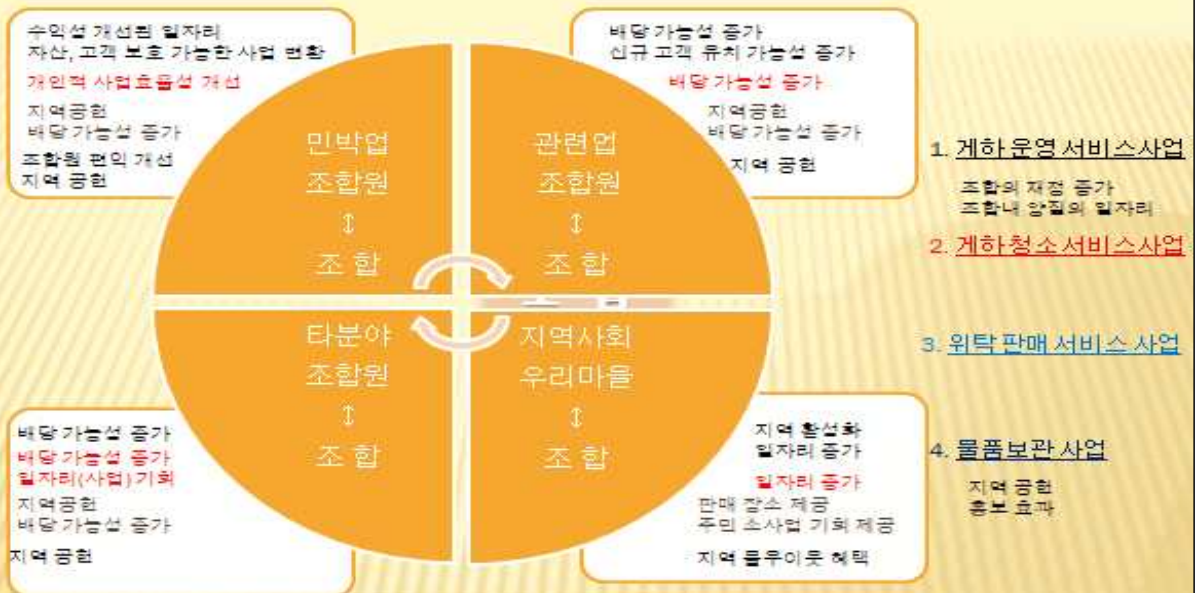 수익성 개선된 일자리
자산, 고객 보호 가능한 사업 변환
개인적 사업효율성 개선
지역공헌
배당 가능성 증가
조합원 편익 개선
지역 공헌
배당 가능성 증가
신규 고객 유치 가능성 증가
배당 가능성 증가
지역공헌
배당 가능성 증가
지역 공헌
민박업
조합원
↕
조 합
관련업
조합원
↕
조 합
타분야
조합원
↕
조 합
지역사회
우리마을
↕
조 합
배당 가능성 증가
배당 가능성 증가
일자리(사업) 기회
지역공헌
배당 가능성 증가
지역 공헌
지역 활성화
일자리 증가
일자리 증가
판매 장소 제공
주민 소사업 기회 제공
지역 불우이웃 혜택
1. 게하 운영 서비스사업
조합의 재정 증가
조합내 양질의 일자리
2. 게하 청소 서비스사업
3. 위탁 판매 서비스 사업
4. 물품보관 사업
지역 공헌
홍보 효과